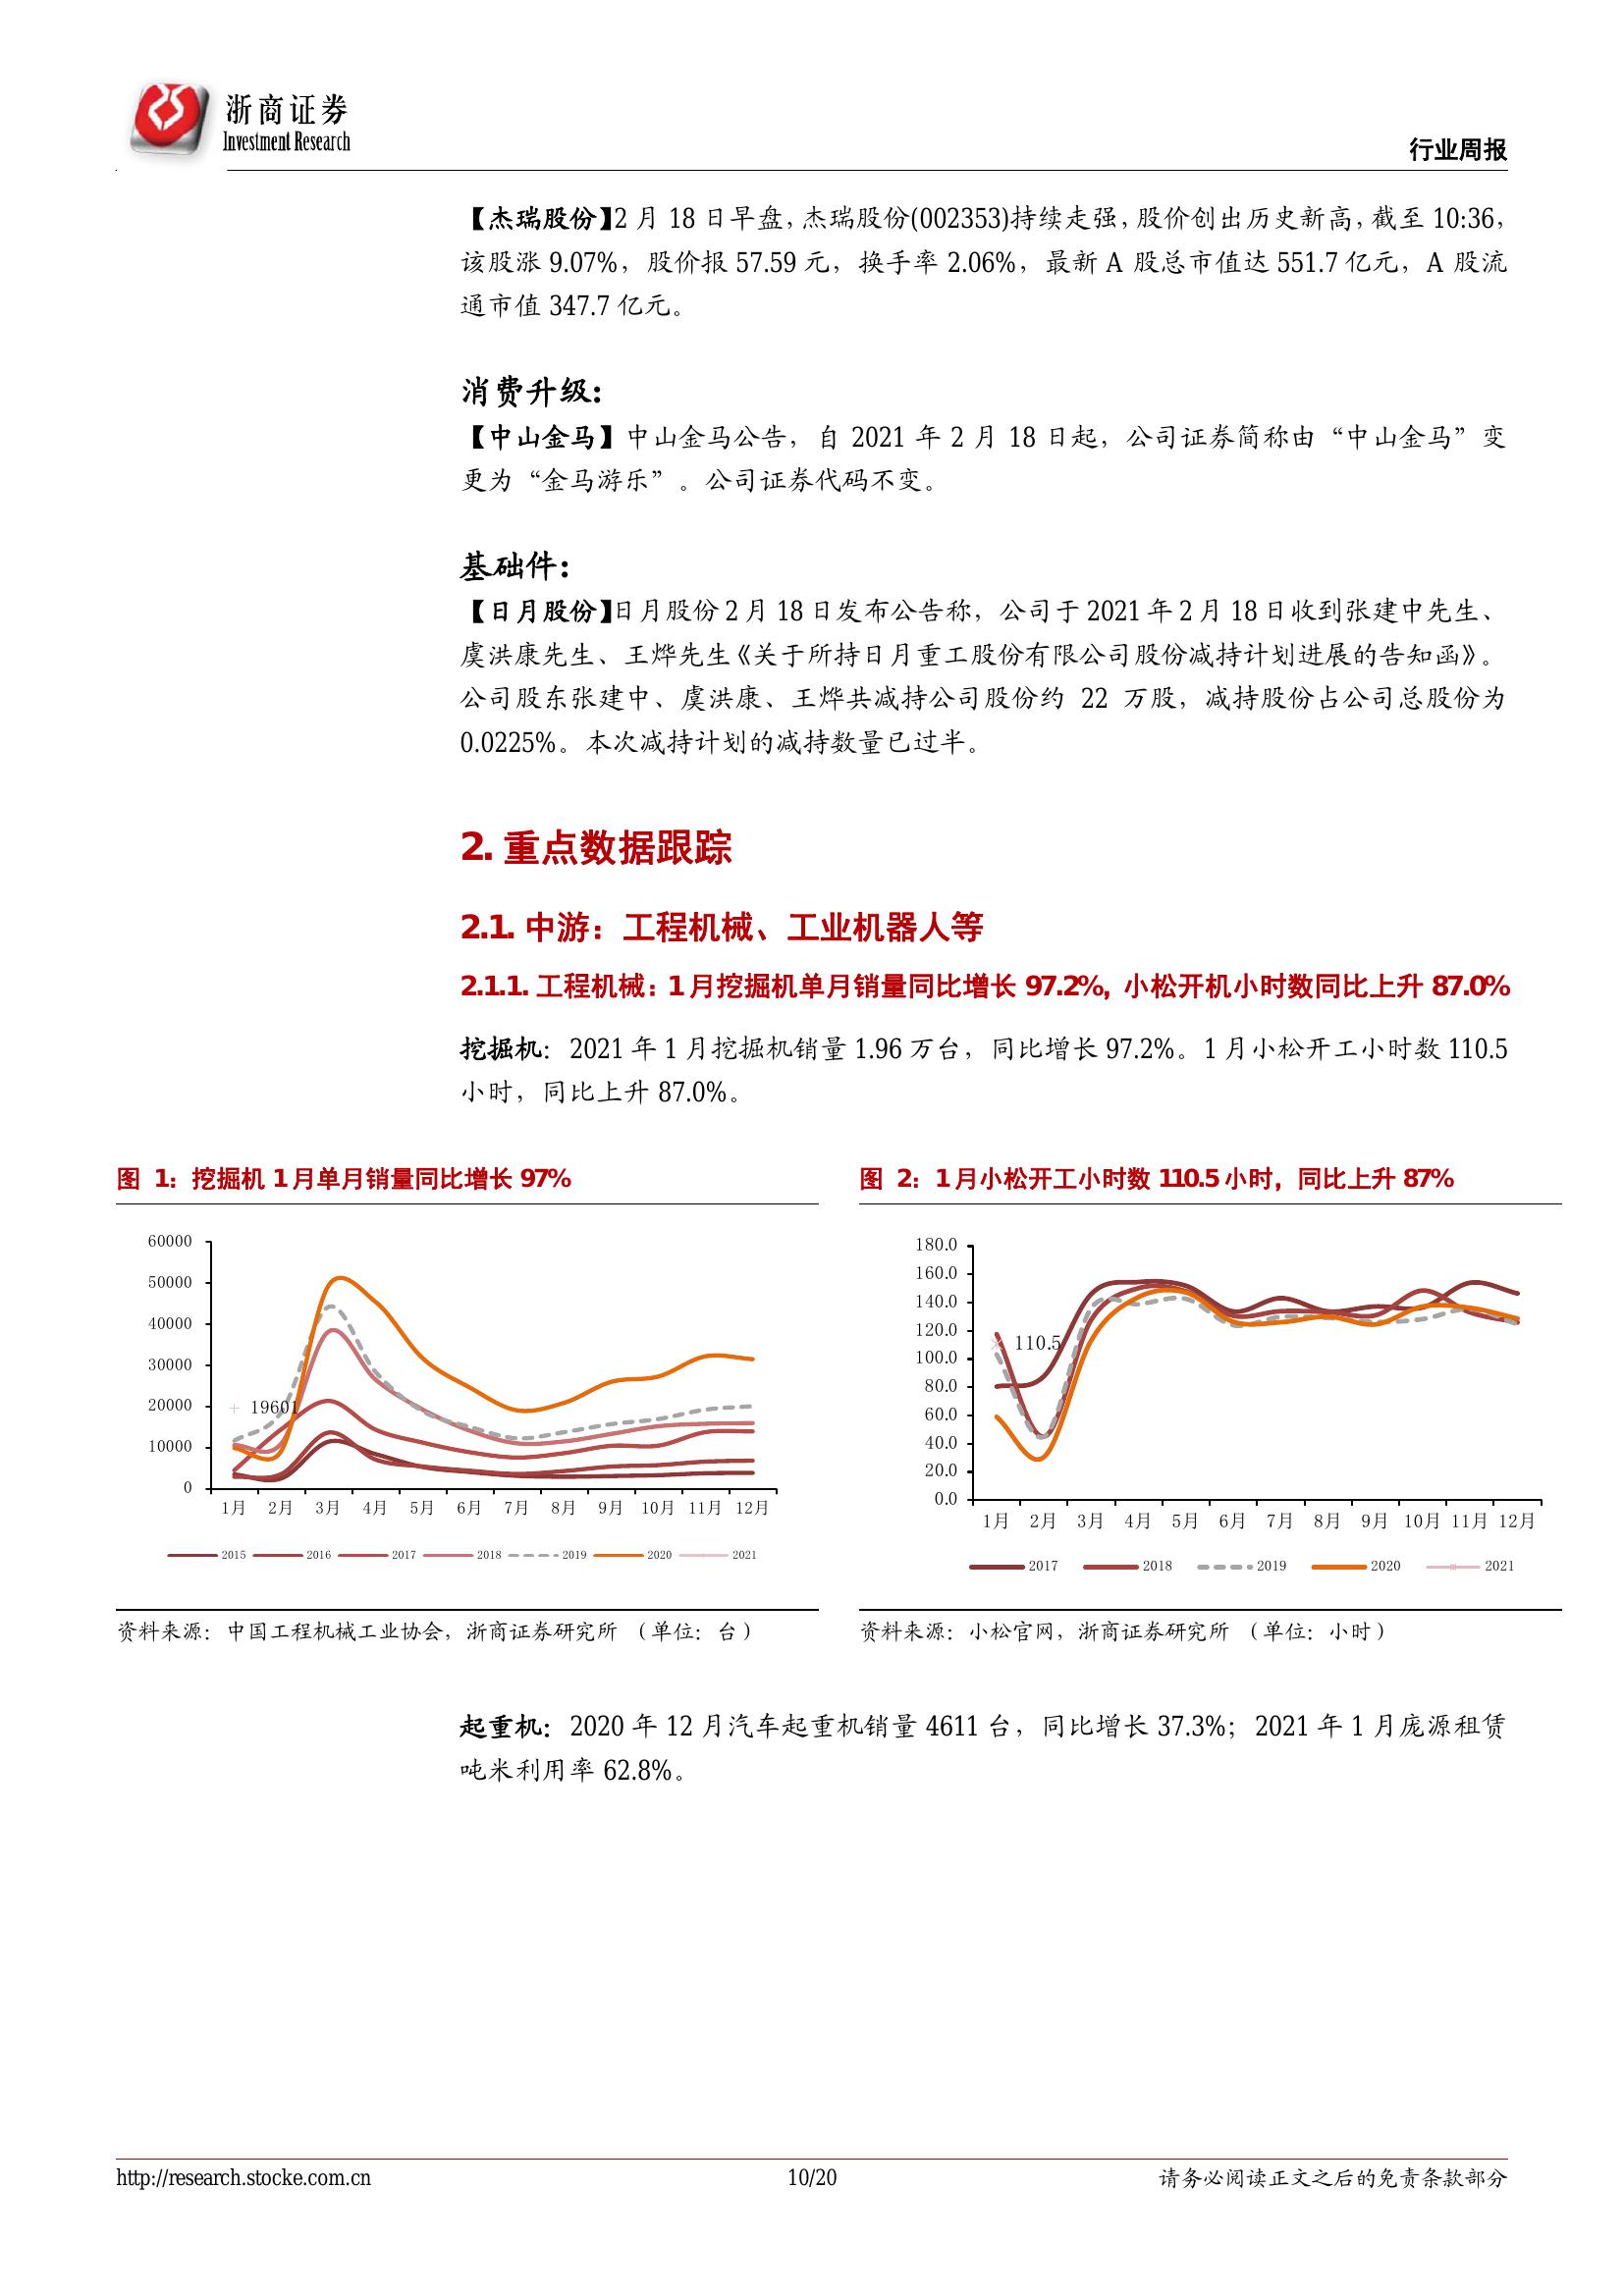 浙商证券
Investment Research
行业周报
【杰瑞股份】2 月 18 日早盘，杰瑞股份(002353)持续走强，股价创出历史新高，截至 10:36，
该股涨 9.07%，股价报 57.59 元，换手率 2.06%，最新 A 股总市值达 551.7 亿元，A 股流
通市值 347.7 亿元。
消费升级：
【中山金马】中山金马公告，自 2021 年 2 月 18 日起，公司证券简称由“中山金马”变
更为“金马游乐”。公司证券代码不变。
基础件：
【日月股份】日月股份 2 月 18 日发布公告称，公司于 2021 年 2 月 18 日收到张建中先生、
虞洪康先生、王烨先生《关于所持日月重工股份有限公司股份减持计划进展的告知函》。
公司股东张建中、虞洪康、王烨共减持公司股份约 22 万股，减持股份占公司总股份为
0.0225%。本次减持计划的减持数量已过半。
2. 重点数据跟踪
2.1. 中游：工程机械、工业机器人等
2.1.1. 工程机械：1 月挖掘机单月销量同比增长 97.2%，小松开机小时数同比上升 87.0%
挖掘机：2021 年 1 月挖掘机销量 1.96 万台，同比增长 97.2%。1 月小松开工小时数 110.5
小时，同比上升 87.0%。
图 1：挖掘机 1 月单月销量同比增长 97%
60000
50000
40000
30000
20000
10000
0
19601
1月 2月 3月 4月 5月 6月 7月 8月 9月 10月 11月 12月
2015 2016 2017 2018 2019 2020 2021
资料来源：中国工程机械工业协会，浙商证券研究所 （单位：台）
图 2：1 月小松开工小时数 110.5 小时，同比上升 87%
180.0
160.0
140.0
120.0
100.0
80.0
60.0
40.0
20.0
0.0
110.5
1月 2月 3月 4月 5月 6月 7月 8月 9月 10月 11月 12月
2017 2018 2019 2020 2021
资料来源：小松官网，浙商证券研究所 （单位：小时）
起重机：2020 年 12 月汽车起重机销量 4611 台，同比增长 37.3%；2021 年 1 月庞源租赁
吨米利用率 62.8%。
http://research.stocke.com.cn
10/20
请务必阅读正文之后的免责条款部分